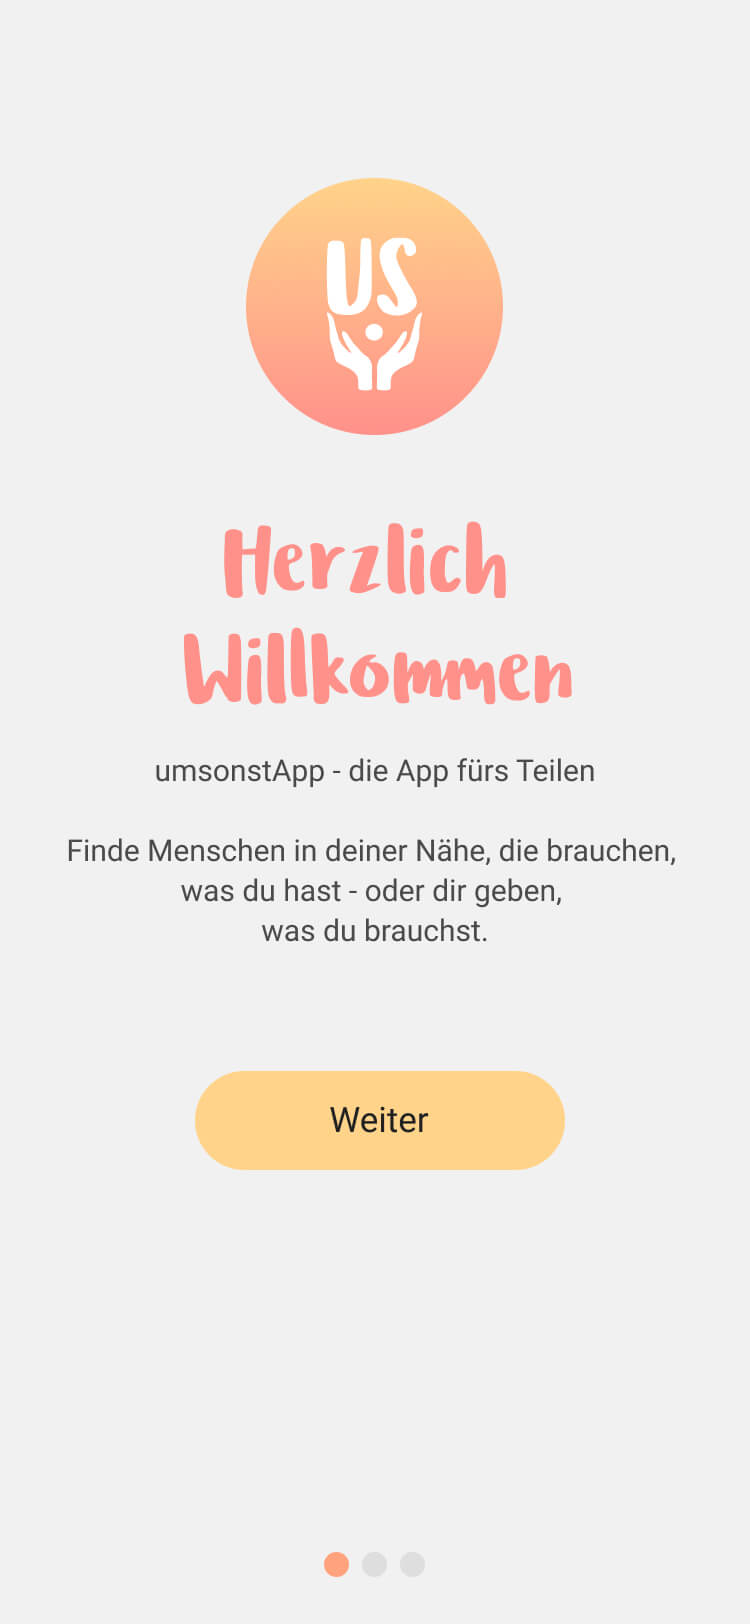 US
Herzlich
Willkommen
umsonstApp - die App fürs Teilen
Finde Menschen in deiner Nähe, die brauchen,
was du hast - oder dir geben,
was du brauchst.
Weiter